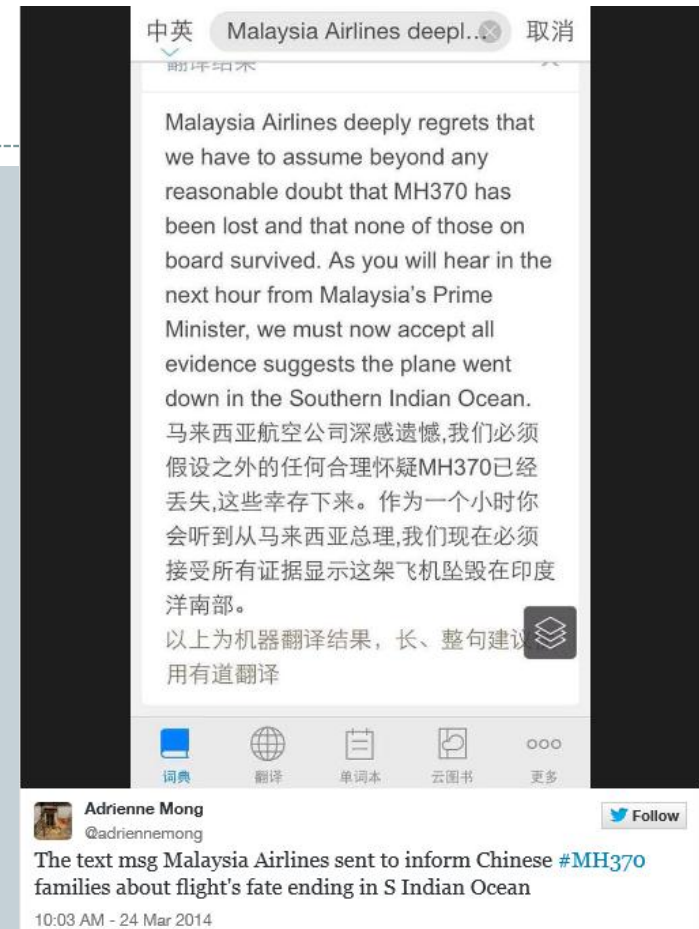 中英 Malaysia Airlines deepl... 取消
翻译结果
Malaysia Airlines deeply regrets that
we have to assume beyond any
reasonable doubt that MH370 has
been lost and that none of those on
board survived. As you will hear in the
next hour from Malaysia's Prime
Minister, we must now accept all
evidence suggests the plane went
down in the Southern Indian Ocean.
马来西亚航空公司深感遗憾,我们必须
假设之外的任何合理怀疑MH370已经
丢失,这些幸存下来。作为一个小时你
会听到从马来西亚总理,我们现在必须
接受所有证据显示这架飞机坠毁在印度
洋南部。
以上为机器翻译结果，长、整句建议
用有道翻译
词典 翻译 单词本 云图书 更多
Adrienne Mong
Follow
@adriennemong
The text msg Malaysia Airlines sent to inform Chinese #MH370
families about flight's fate ending in S Indian Ocean
10:03 AM - 24 Mar 2014